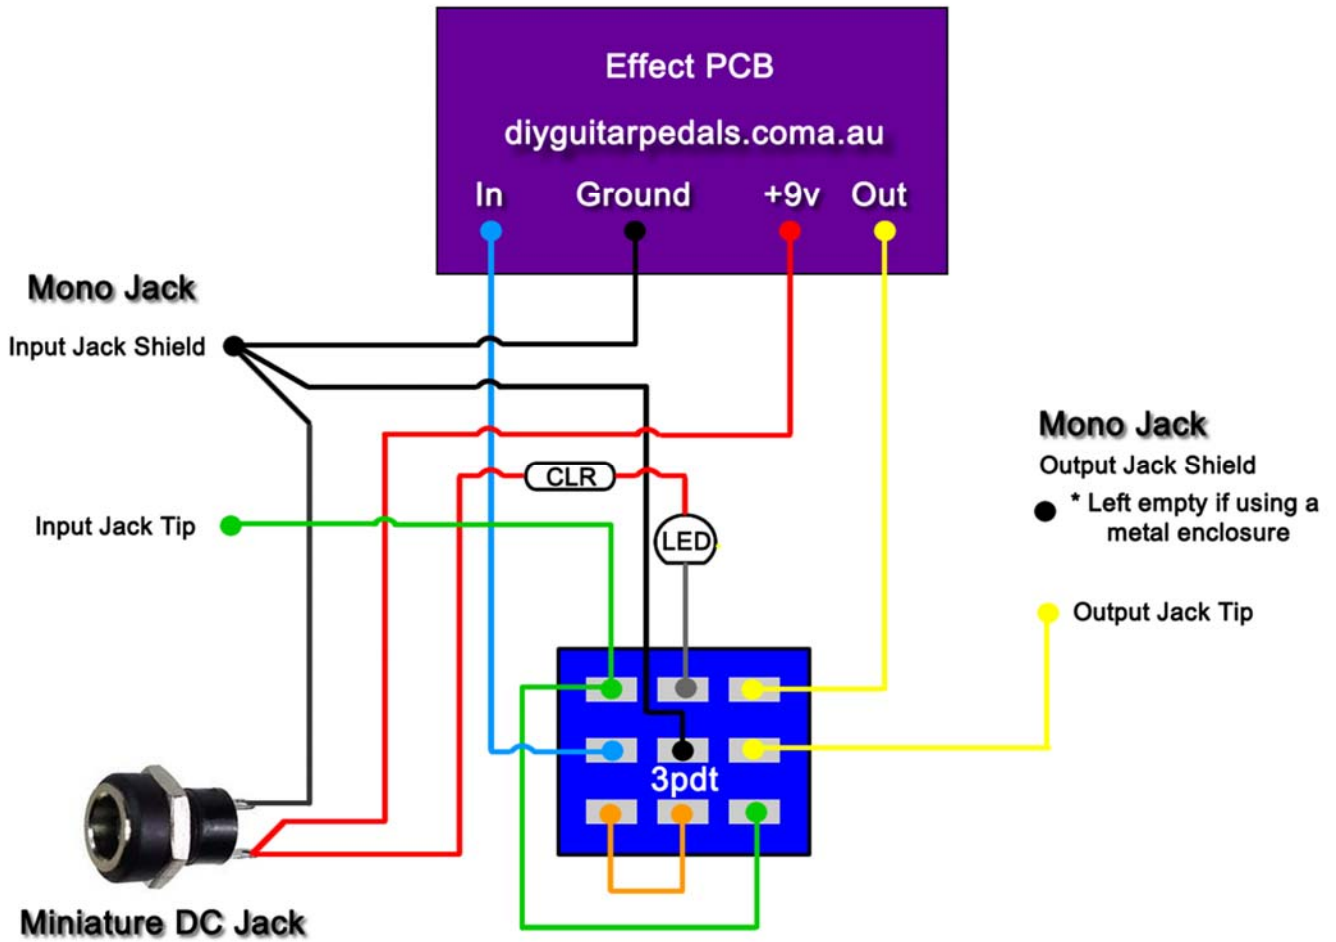 Effect PCB
diyguitarpedals.coma.au
In Ground +9v Out
Mono Jack
Input Jack Shield
Mono Jack
Output Jack Shield
* Left empty if using a
metal enclosure
CLR
Input Jack Tip
LED
Output Jack Tip
3pdt
Miniature DC Jack